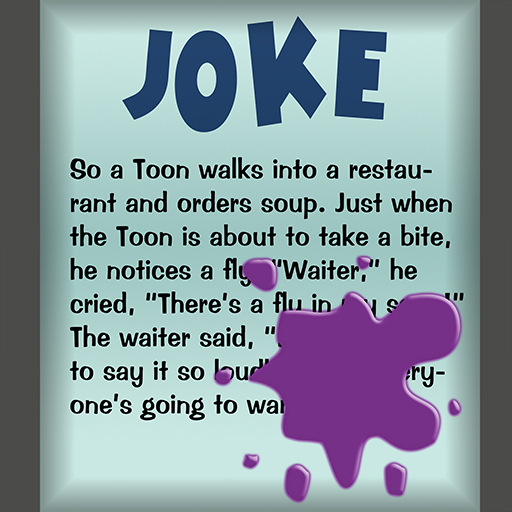 JOKE
So a Toon walks into a restau-
rant and orders soup. Just when
the Toon is about to take a bite,
he notices a fly. "Waiter," he
cried, "There's a fly in
The waiter said, "
to say it so
one's going to